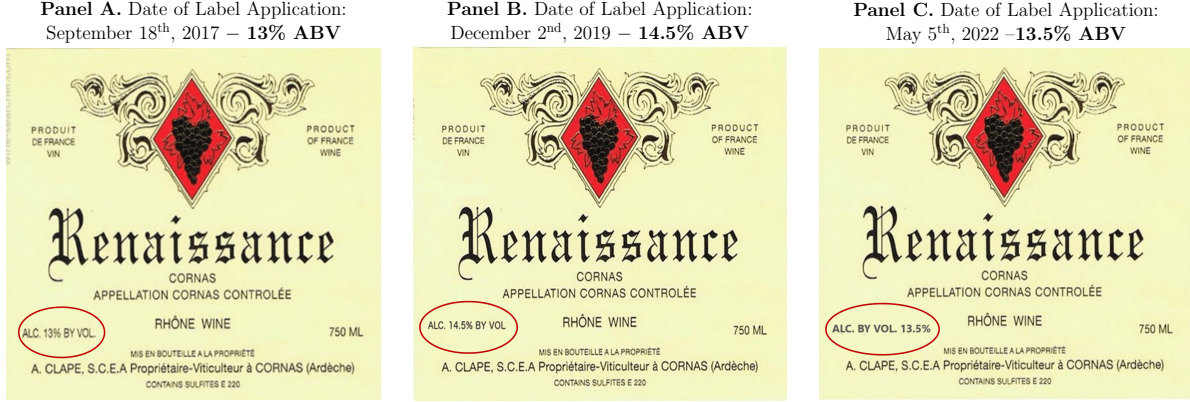 Panel A. Date of Label Application:
September 18th, 2017 – 13% ABV
wine-searcher.com
PRODUIT
DE FRANCE
VIN
PRODUCT
OF FRANCE
WINE
Renaissance
CORNAS
APPELLATION CORNAS CONTROLÉE
ALC. 13% BY VOL.
RHÔNE WINE
750 ML
MIS EN BOUTEILLE A LA PROPRIÉTÉ
A. CLAPE, S.C.E.A Propriétaire-Viticulteur à CORNAS (Ardèche)
CONTAINS SULFITES E 220
Panel B. Date of Label Application:
December 2nd, 2019 – 14.5% ABV
PRODUIT
DE FRANCE
VIN
PRODUCT
OF FRANCE
WINE
Renaissance
CORNAS
APPELLATION CORNAS CONTROLÉE
ALC. 14.5% BY VOL
RHÔNE WINE
750 ML
MIS EN BOUTEILLE A LA PROPRIÉTÉ
A. CLAPE, S.C.E.A Propriétaire-Viticulteur à CORNAS (Ardèche)
CONTAINS SULFITES E 220
Panel C. Date of Label Application:
May 5th, 2022 –13.5% ABV
PRODUIT
DE FRANCE
VIN
PRODUCT
OF FRANCE
WINE
Renaissance
CORNAS
APPELLATION CORNAS CONTROLÉE
ALC. BY VOL. 13.5%
RHÔNE WINE
750 ML
MIS EN BOUTEILLE A LA PROPRIÉTÉ
A. CLAPE, S.C.E.A Propriétaire-Viticulteur à CORNAS (Ardèche)
CONTAINS SULFITES E 220